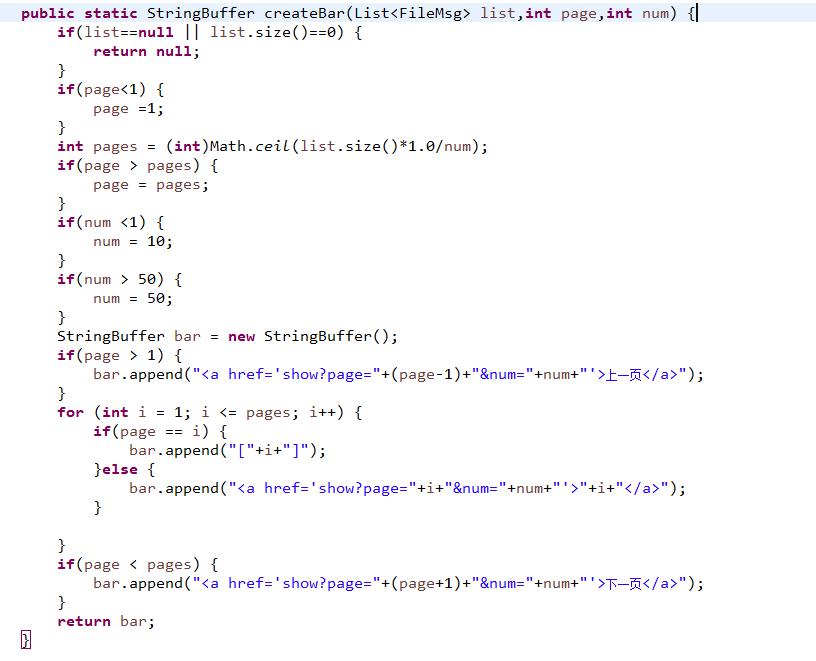 public static StringBuffer createBar(List<FileMsg> list,int page,int num) {
    if(list==null || list.size()==0) {
        return null;
    }
    if(page<1) {
        page =1;
    }
    int pages = (int)Math.ceil(list.size()*1.0/num);
    if(page > pages) {
        page = pages;
    }
    if(num <1) {
        num = 10;
    }
    if(num > 50) {
        num = 50;
    }
    StringBuffer bar = new StringBuffer();
    if(page > 1) {
        bar.append("<a href='show?page="+(page-1)+"&num="+num+"'>上一页</a>");
    }
    for (int i = 1; i <= pages; i++) {
        if(page == i) {
            bar.append("["+i+"]");
        }else {
            bar.append("<a href='show?page="+i+"&num="+num+"'>"+i+"</a>");
        }

    }
    if(page < pages) {
        bar.append("<a href='show?page="+(page+1)+"&num="+num+"'>下一页</a>");
    }
    return bar;
}